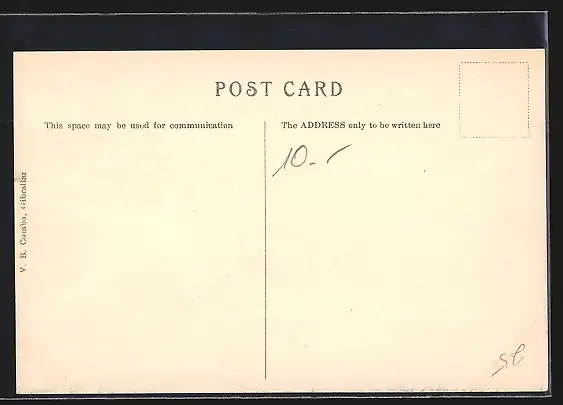 POST CARD
This space may be used for communication
The ADDRESS only to be written here
10.-
V. B. Cumbo, Gibraltar